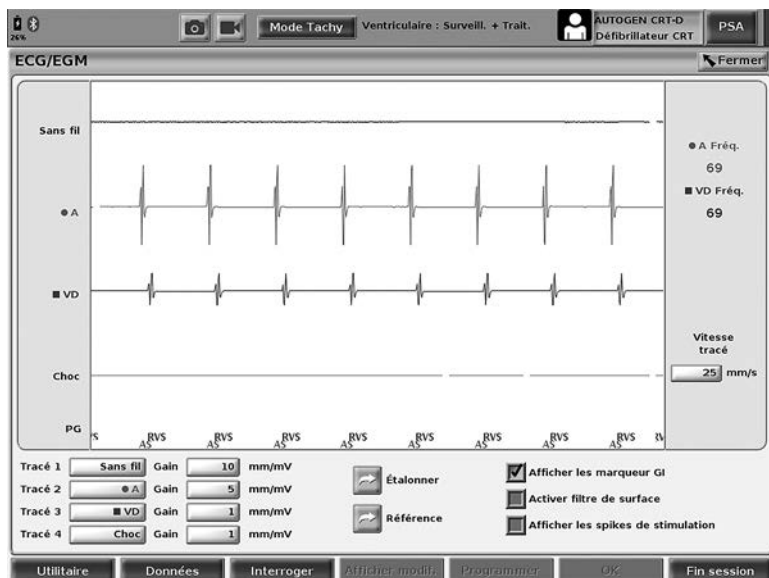 26%
Mode Tachy
Ventriculaire : Surveill. + Trait.
AUTOGEN CRT-D
Défibrillateur CRT
PSA
ECG/EGM
Fermer
Sans fil
A
VD
Choc
PG
A Fréq.
69
VD Fréq.
69
Vitesse
tracé
25 mm/s
RVS RVS RVS RVS RVS RVS RVS RVS
AS AS AS AS AS AS AS AS
Tracé 1 Sans fil Gain 10 mm/mV
Tracé 2 A Gain 5 mm/mV
Tracé 3 VD Gain 1 mm/mV
Tracé 4 Choc Gain 1 mm/mV
Étalonner
Référence
Afficher les marqueur GI
Activer filtre de surface
Afficher les spikes de stimulation
Utilitaire Données Interroger Afficher modif. Programmer OK Fin session